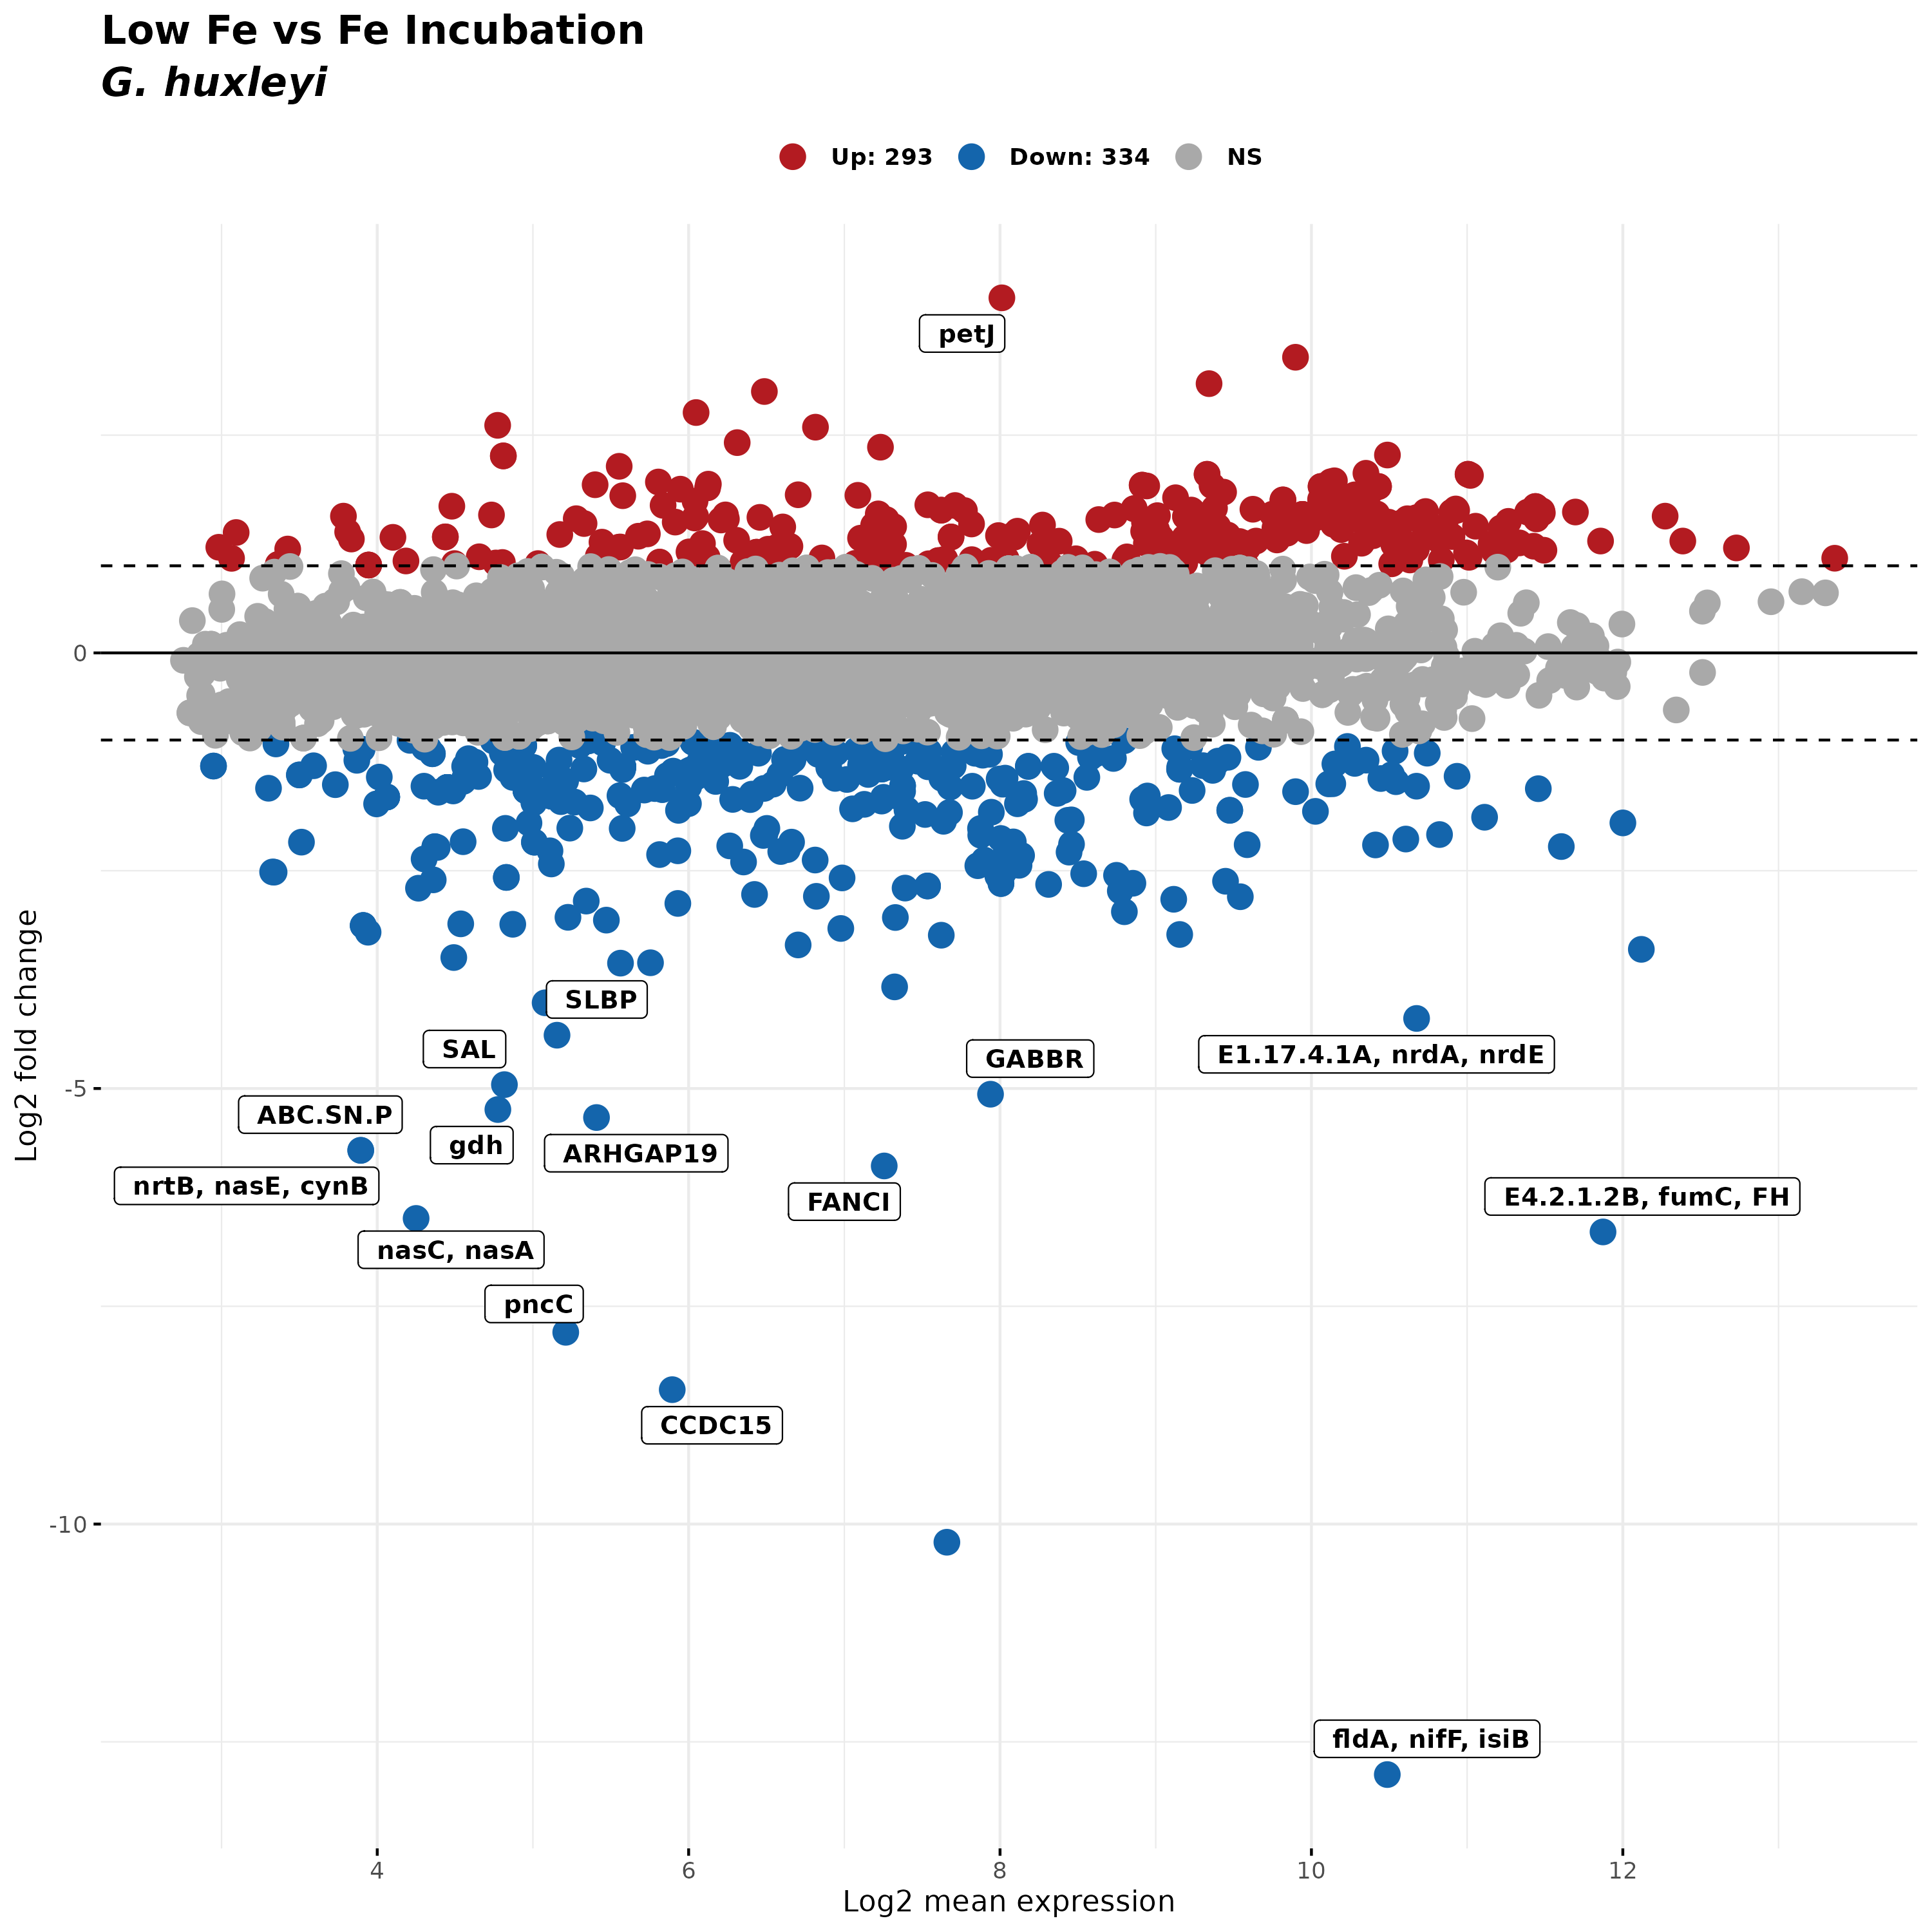 Low Fe vs Fe Incubation
G. huxleyi
Up: 293 Down: 334 NS
petJ
0
SLBP
SAL
GABBR
E1.17.4.1A, nrdA, nrdE
-5
ABC.SN.P
gdh
ARHGAP19
nrtB, nasE, cynB
FANCI
E4.2.1.2B, fumC, FH
nasC, nasA
pncC
CCDC15
-10
fldA, nifF, isiB
4 6 8 10 12
Log2 mean expression
Log2 fold change